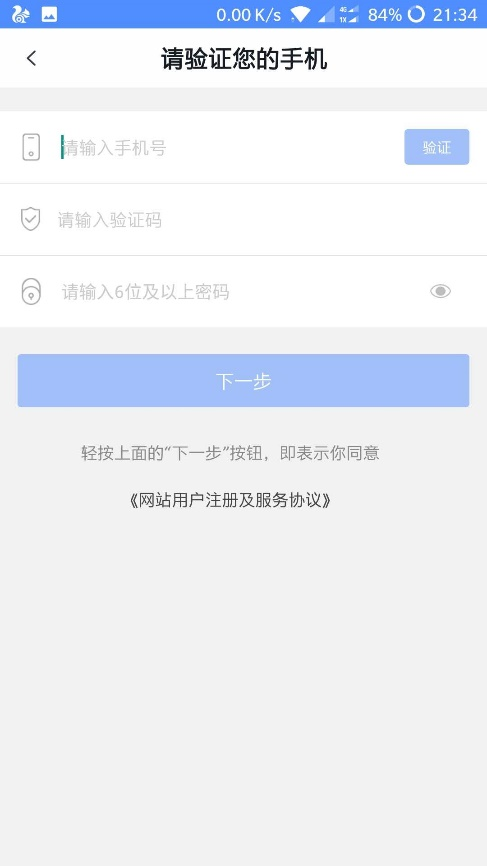 0.00 K/s 4G 1X 84% 21:34
请验证您的手机
请输入手机号 验证
请输入验证码
请输入6位及以上密码
下一步
轻按上面的“下一步”按钮，即表示你同意
《网站用户注册及服务协议》